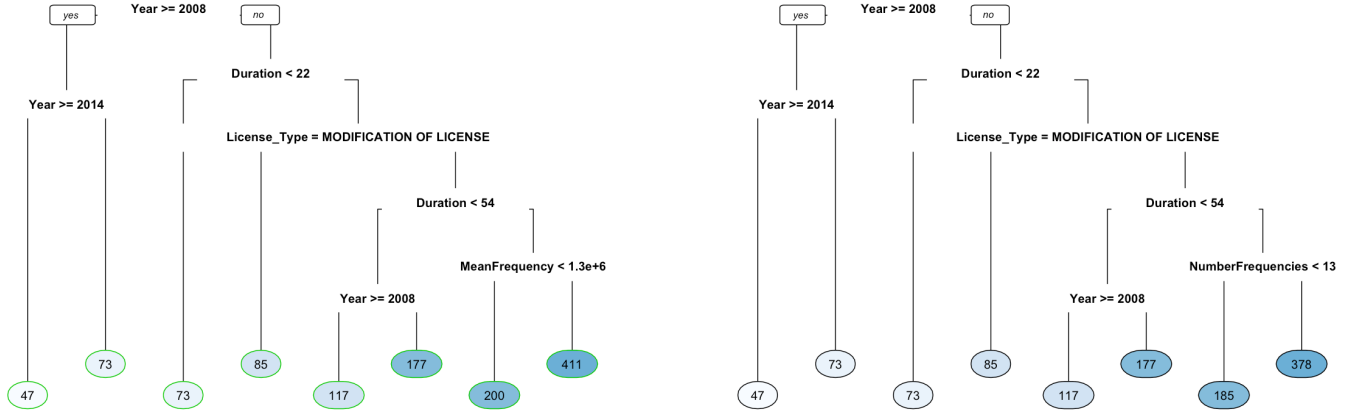 yes Year >= 2008 no
Duration < 22
Year >= 2014
License_Type = MODIFICATION OF LICENSE
Duration < 54
MeanFrequency < 1.3e+6
Year >= 2008
73 85 177 411
47 73 117 200
yes Year >= 2008 no
Duration < 22
Year >= 2014
License_Type = MODIFICATION OF LICENSE
Duration < 54
NumberFrequencies < 13
Year >= 2008
73 85 177 378
47 73 117 185